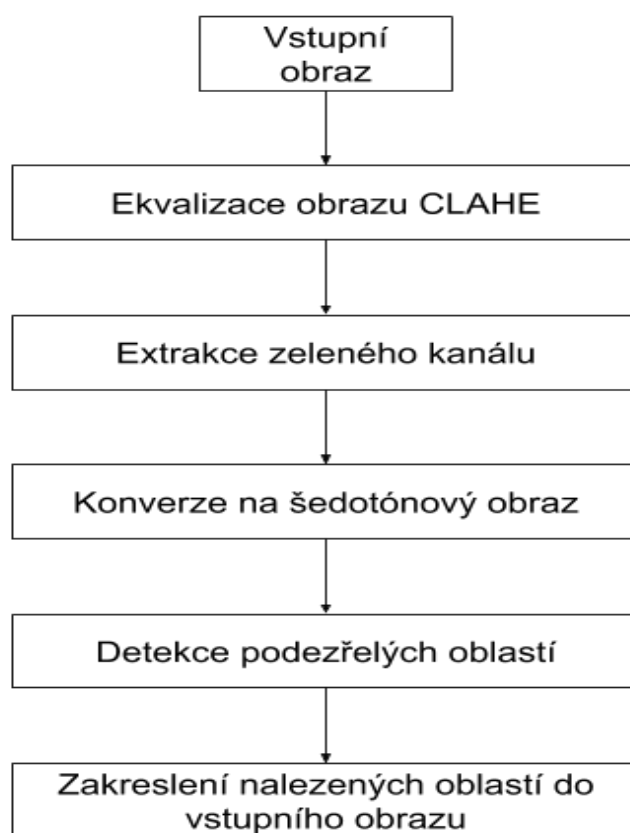 Vstupní
obraz
Ekvalizace obrazu CLAHE
Extrakce zeleného kanálu
Konverze na šedotónový obraz
Detekce podezřelých oblastí
Zakreslení nalezených oblastí do
vstupního obrazu